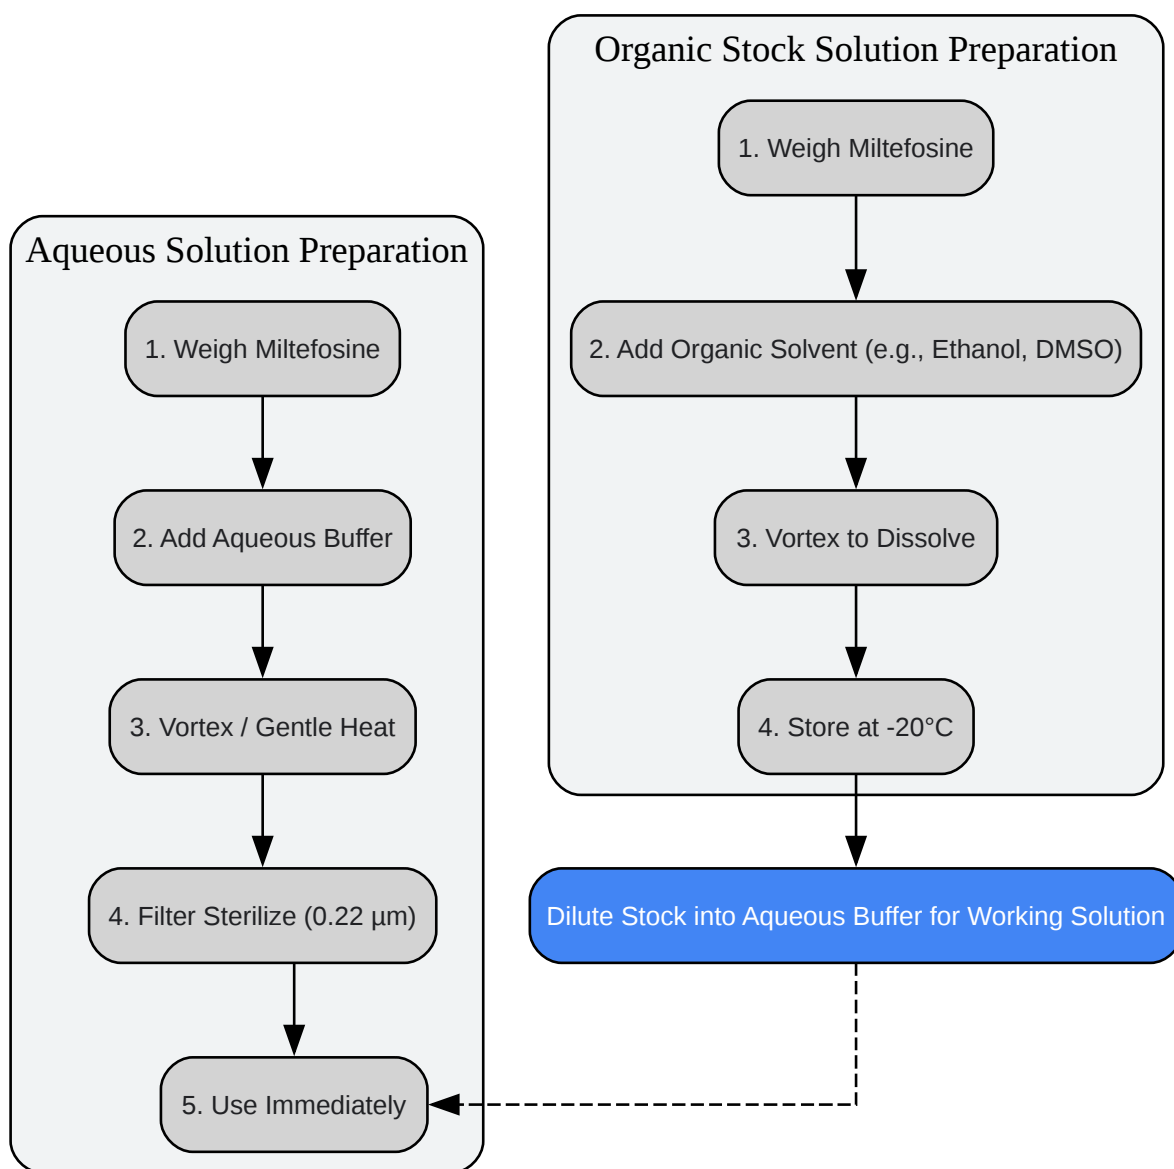 Organic Stock Solution Preparation
1. Weigh Miltefosine
2. Add Organic Solvent (e.g., Ethanol, DMSO)
3. Vortex to Dissolve
4. Store at -20°C
Dilute Stock into Aqueous Buffer for Working Solution
Aqueous Solution Preparation
1. Weigh Miltefosine
2. Add Aqueous Buffer
3. Vortex / Gentle Heat
4. Filter Sterilize (0.22 µm)
5. Use Immediately